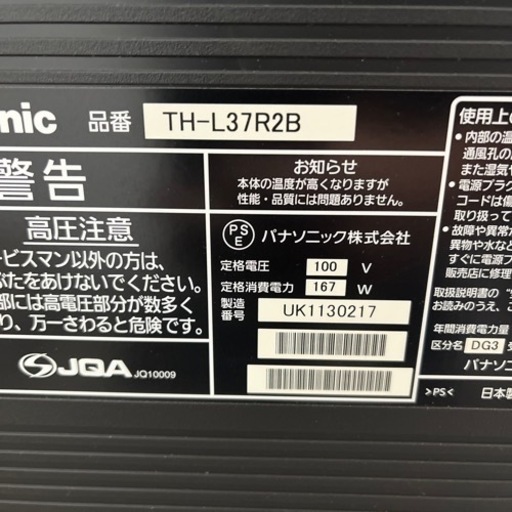 nic 品番 TH-L37R2B
警告
高圧注意
ービスマン以外の方は、
ぶたをあけないでください。
部には高電圧部分が数多く
り、万一さわると危険です。
JQA JQ10009
お知らせ
本体の温度が高くなりますが
性能・品質には問題ありません。
PSE パナソニック株式会社
定格電圧 100 V
定格消費電力 167 W
製造番号 UK1130217
使用上の
・内部の温
通風孔の
また湿気や
・電源プラク
コードは傷
取り扱って
・故障や異常か
異物や水など
すぐに電源プ
販売店に修理
取扱説明書の"
お読みのうえ、こ
年間消費電力量
区分名 DG3
パナソニ
>PS< 日本製